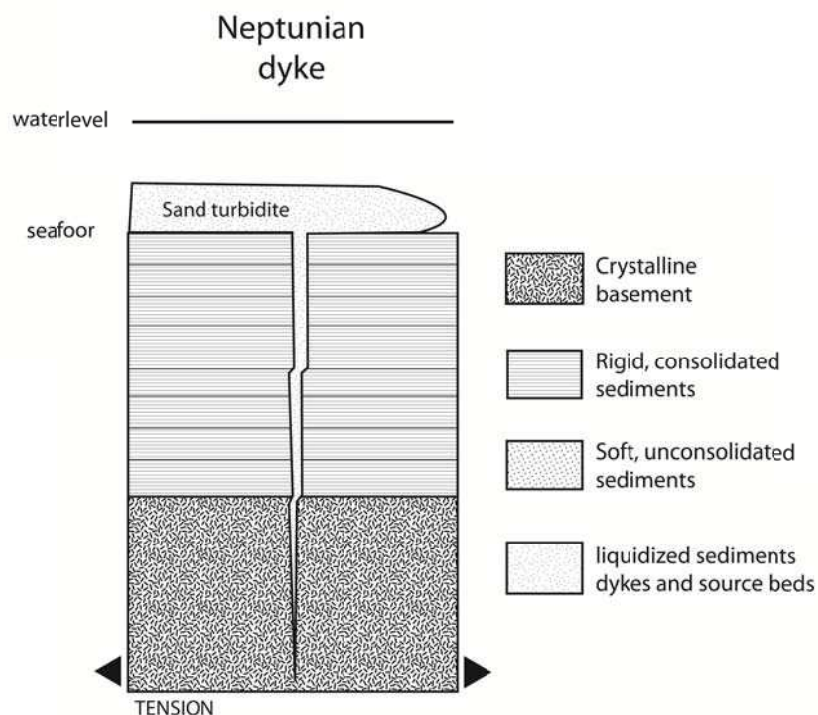 Neptunian
dyke
waterlevel
Sand turbidite
seafoor
Crystalline
basement
Rigid, consolidated
sediments
Soft, unconsolidated
sediments
liquidized sediments
dykes and source beds
TENSION